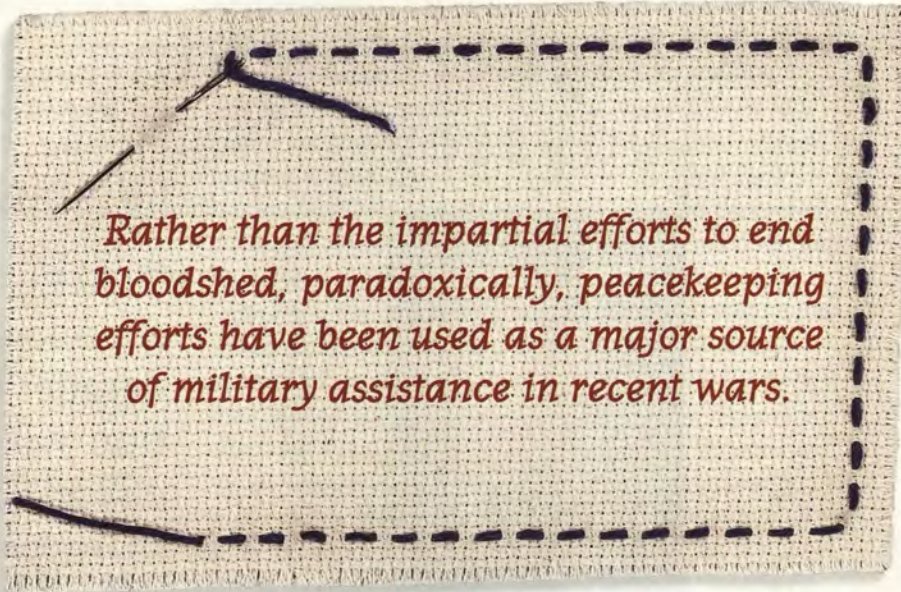 Rather than the impartial efforts to end
bloodshed, paradoxically, peacekeeping
efforts have been used as a major source
of military assistance in recent wars.